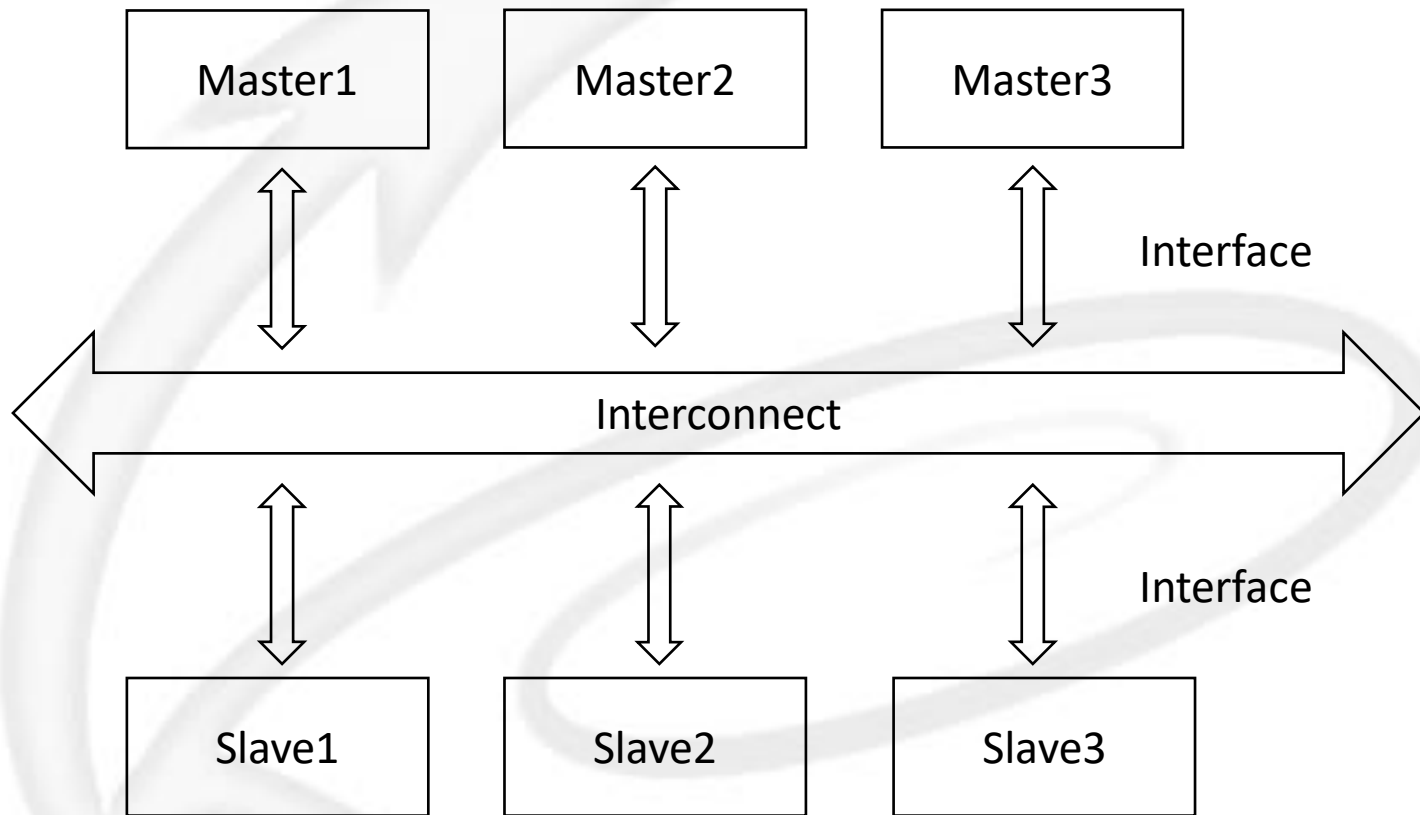 Master1
Master2
Master3
Interface
Interconnect
Interface
Slave1
Slave2
Slave3